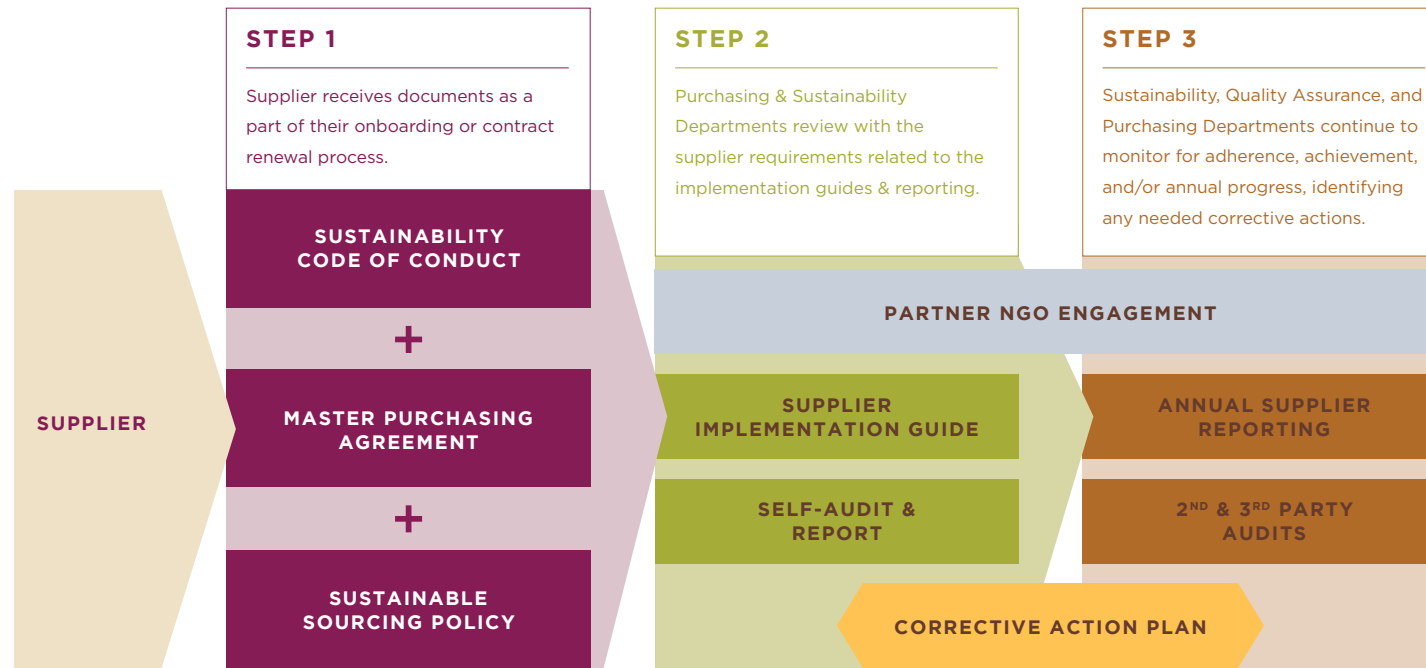 SUPPLIER
STEP 1
Supplier receives documents as a
part of their onboarding or contract
renewal process.
SUSTAINABILITY
CODE OF CONDUCT
+
MASTER PURCHASING
AGREEMENT
+
SUSTAINABLE
SOURCING POLICY
STEP 2
Purchasing & Sustainability
Departments review with the
supplier requirements related to the
implementation guides & reporting.
PARTNER NGO ENGAGEMENT
SUPPLIER
IMPLEMENTATION GUIDE
SELF-AUDIT &
REPORT
STEP 3
Sustainability, Quality Assurance, and
Purchasing Departments continue to
monitor for adherence, achievement,
and/or annual progress, identifying
any needed corrective actions.
ANNUAL SUPPLIER
REPORTING
2ND & 3RD PARTY
AUDITS
CORRECTIVE ACTION PLAN